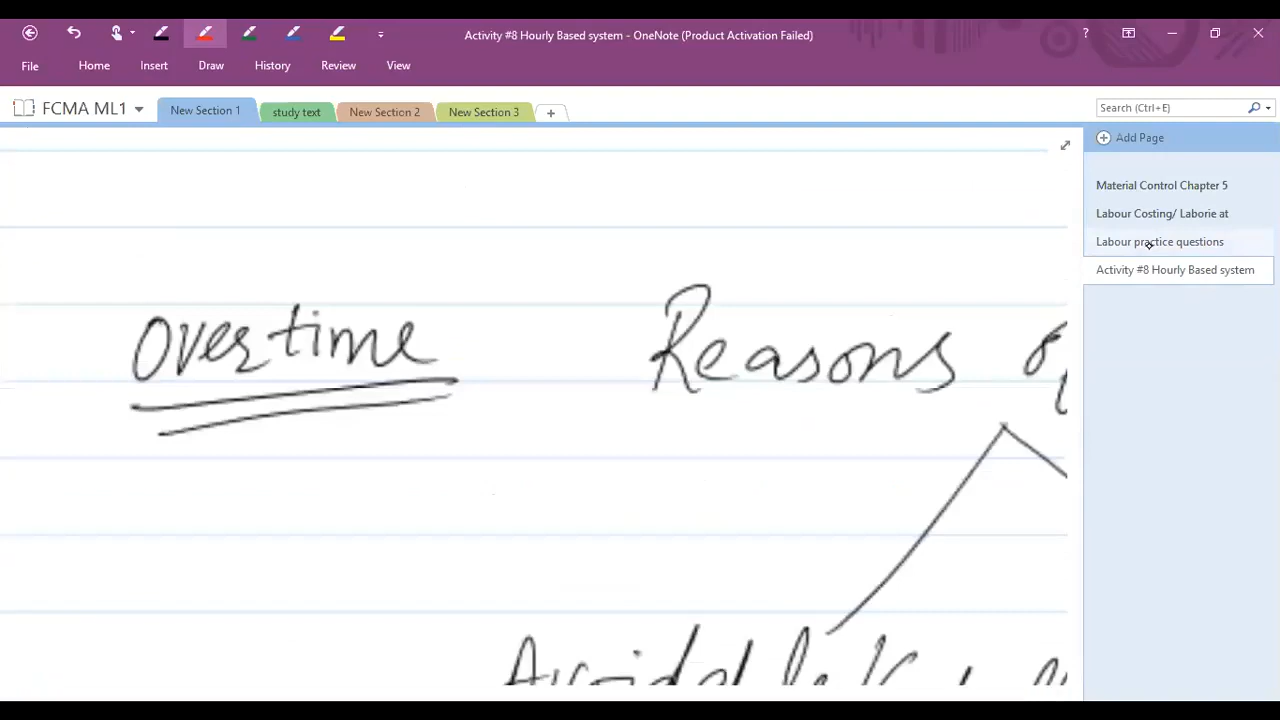 Activity #8 Hourly Based system - OneNote (Product Activation Failed)
?
File Home Insert Draw History Review View
FCMA ML1
New Section 1 study text New Section 2 New Section 3
Search (Ctrl+E)
Add Page
Material Control Chapter 5
Labour Costing/ Laborie at
Labour practice questions
Activity #8 Hourly Based system
Overtime Reasons